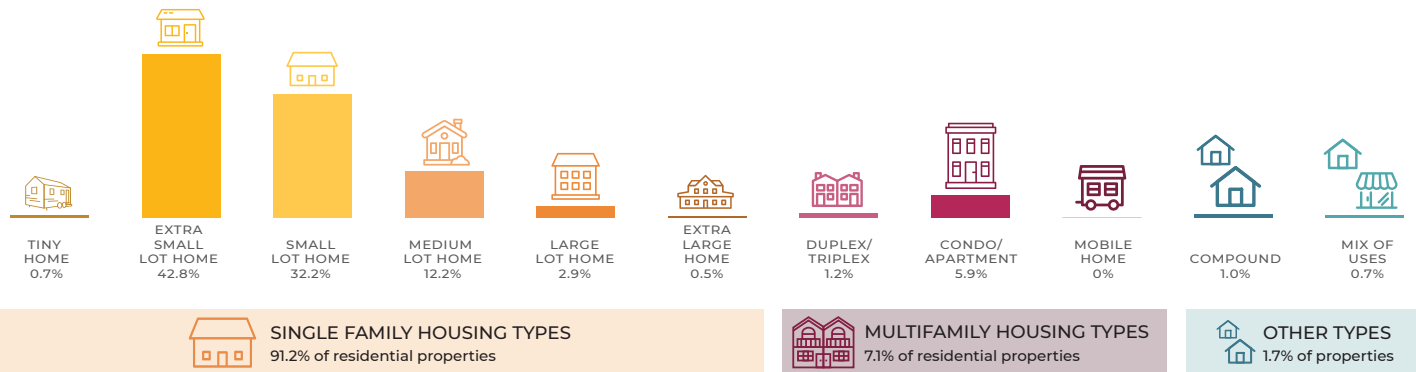 TINY
HOME
0.7%
EXTRA
SMALL
LOT HOME
42.8%
SMALL
LOT HOME
32.2%
MEDIUM
LOT HOME
12.2%
LARGE
LOT HOME
2.9%
EXTRA
LARGE
HOME
0.5%
DUPLEX/
TRIPLEX
1.2%
CONDO/
APARTMENT
5.9%
MOBILE
HOME
0%
COMPOUND
1.0%
MIX OF
USES
0.7%
SINGLE FAMILY HOUSING TYPES
91.2% of residential properties
MULTIFAMILY HOUSING TYPES
7.1% of residential properties
OTHER TYPES
1.7% of properties